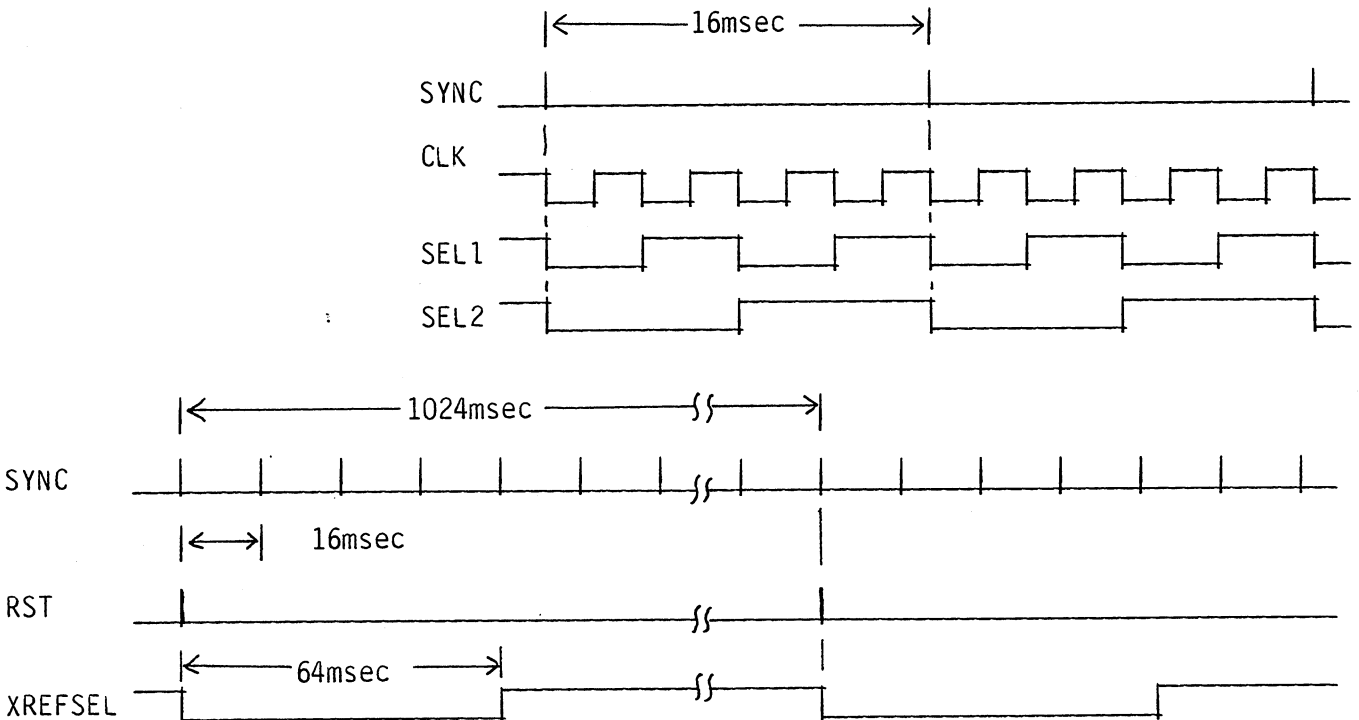 16msec
SYNC
CLK
SEL1
SEL2
1024msec
SYNC
16msec
RST
64msec
XREFSEL